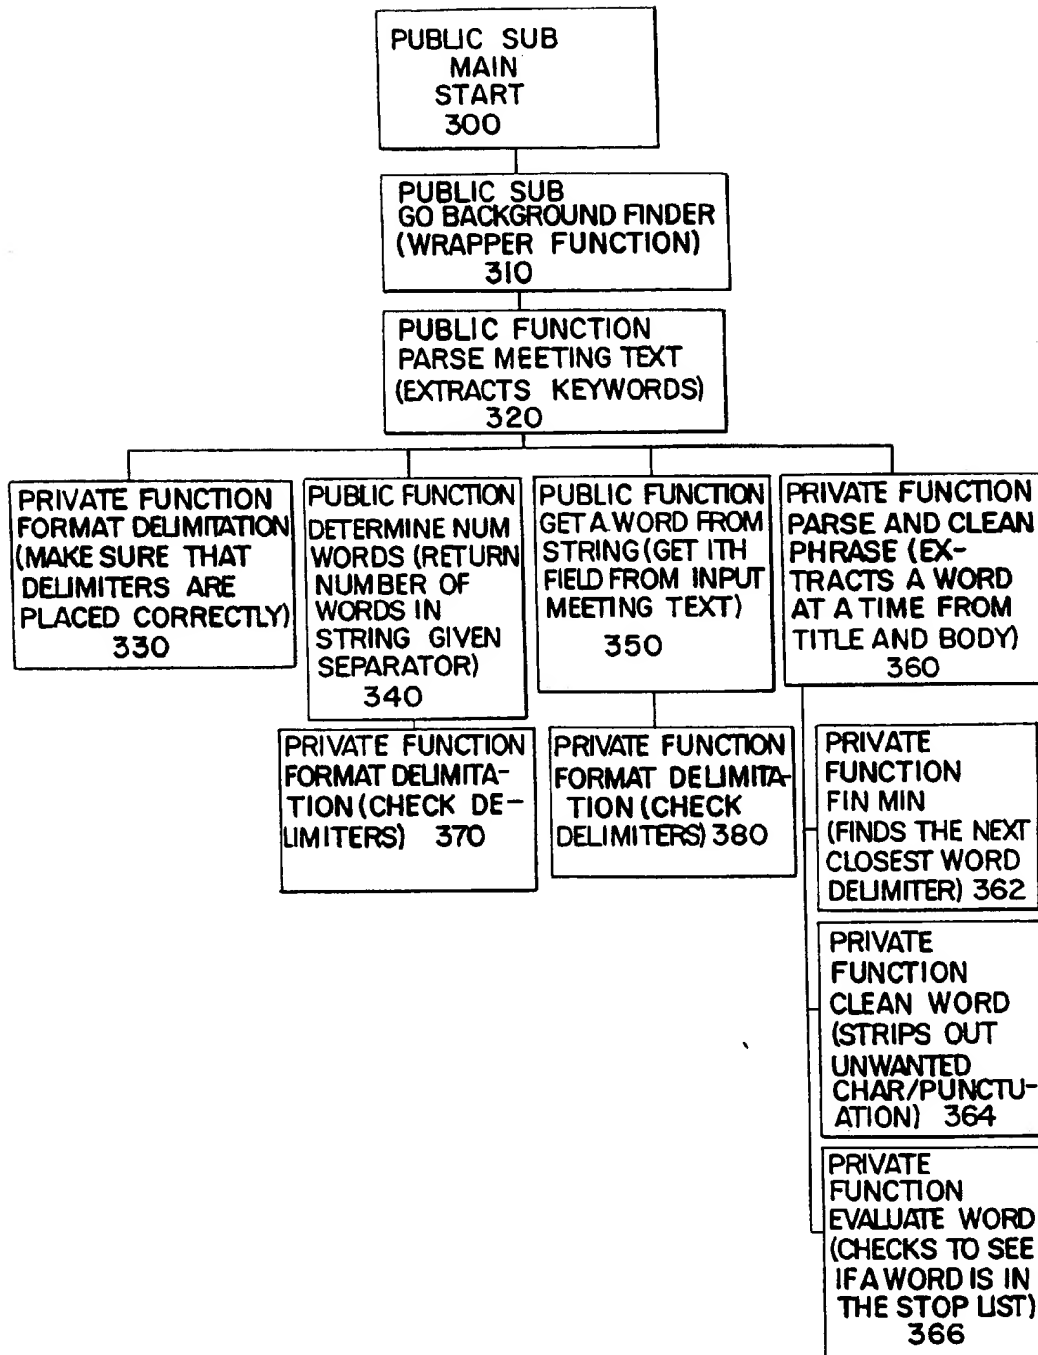 PUBLIC SUB
MAIN
START
300
PUBLIC SUB
GO BACKGROUND FINDER
(WRAPPER FUNCTION)
310
PUBLIC FUNCTION
PARSE MEETING TEXT
(EXTRACTS KEYWORDS)
320
PRIVATE FUNCTION
FORMAT DELIMITATION
(MAKE SURE THAT
DELIMITERS ARE
PLACED CORRECTLY)
330
PUBLIC FUNCTION
DETERMINE NUM
WORDS (RETURN
NUMBER OF
WORDS IN
STRING GIVEN
SEPARATOR)
340
PUBLIC FUNCTION
GET A WORD FROM
STRING (GET ITH
FIELD FROM INPUT
MEETING TEXT)
350
PRIVATE FUNCTION
PARSE AND CLEAN
PHRASE (EX-
TRACTS A WORD
AT A TIME FROM
TITLE AND BODY)
360
PRIVATE FUNCTION
FORMAT DELIMITA-
TION (CHECK DE-
LIMITERS) 370
PRIVATE FUNCTION
FORMAT DELIMITA-
TION (CHECK
DELIMITERS) 380
PRIVATE
FUNCTION
FIN MIN
(FINDS THE NEXT
CLOSEST WORD
DELIMITER) 362
PRIVATE
FUNCTION
CLEAN WORD
(STRIPS OUT
UNWANTED
CHAR/PUNCTU-
ATION) 364
PRIVATE
FUNCTION
EVALUATE WORD
(CHECKS TO SEE
IF A WORD IS IN
THE STOP LIST)
366